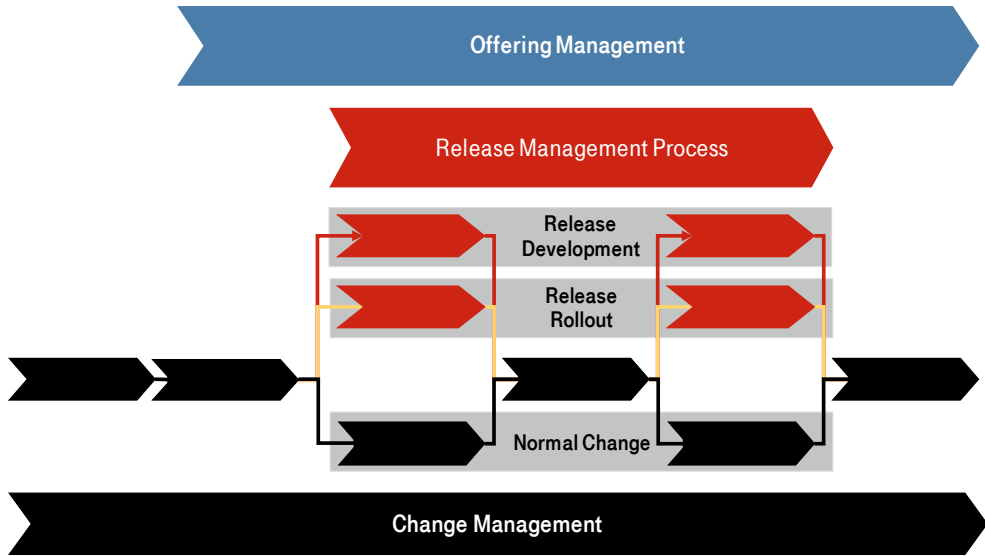 Offering Management
Release Management Process
Release
Development
Release
Rollout
Normal Change
Change Management